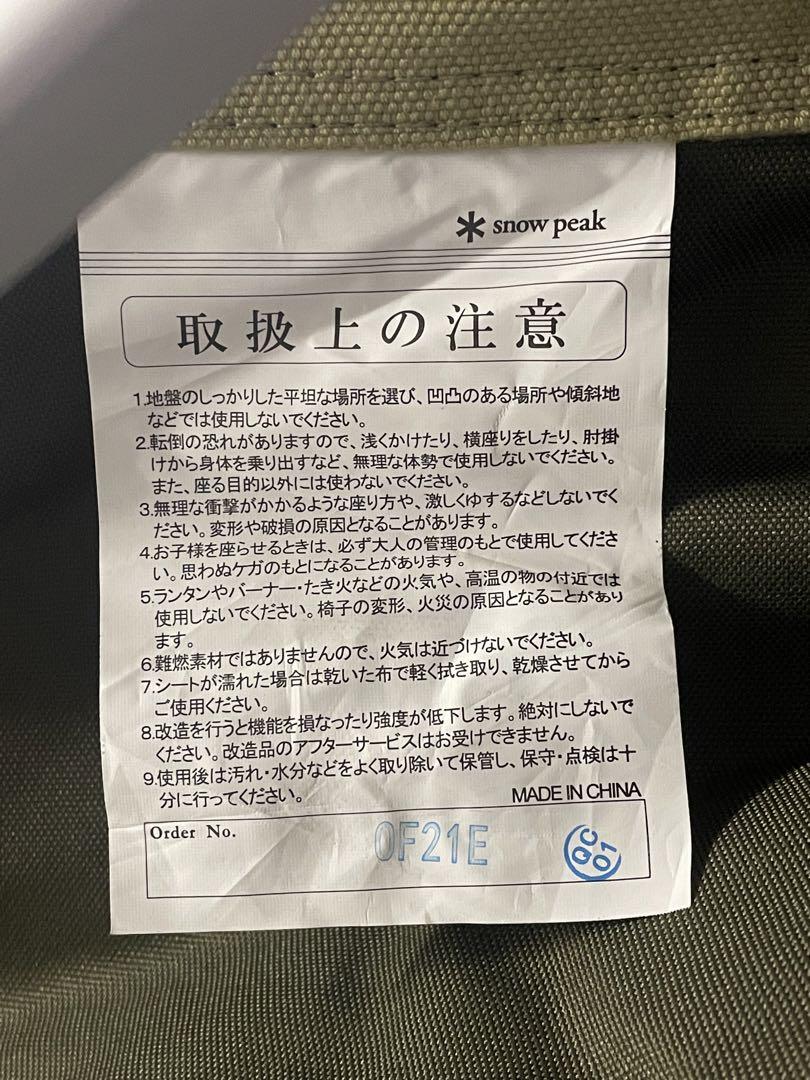 snow peak
取扱上の注意
1.地盤のしっかりした平坦な場所を選び、凹凸のある場所や傾斜地
などでは使用しないでください。
2.転倒の恐れがありますので、浅くかけたり、横座りをしたり、肘掛
けから身体を乗り出すなど、無理な体勢で使用しないでください。
また、座る目的以外には使わないでください。
3.無理な衝撃がかかるような座り方や、激しくゆするなどしないでく
ださい。変形や破損の原因となることがあります。
4.お子様を座らせるときは、必ず大人の管理のもとで使用してくださ
い。思わぬケガのもとになることがあります。
5.ランタンやバーナー・たき火などの火気や、高温の物の付近では
使用しないでください。椅子の変形、火災の原因となることがあり
ます。
6.難燃素材ではありませんので、火気は近づけないでください。
7.シートが濡れた場合は乾いた布で軽く拭き取り、乾燥させてから
ご使用ください。
8.改造を行うと機能を損なったり強度が低下します。絶対にしないで
ください。改造品のアフターサービスはお受けできません。
9.使用後は汚れ・水分などをよく取り除いて保管し、保守・点検は十
分に行ってください。
MADE IN CHINA
Order No.
OF21E
QC
01